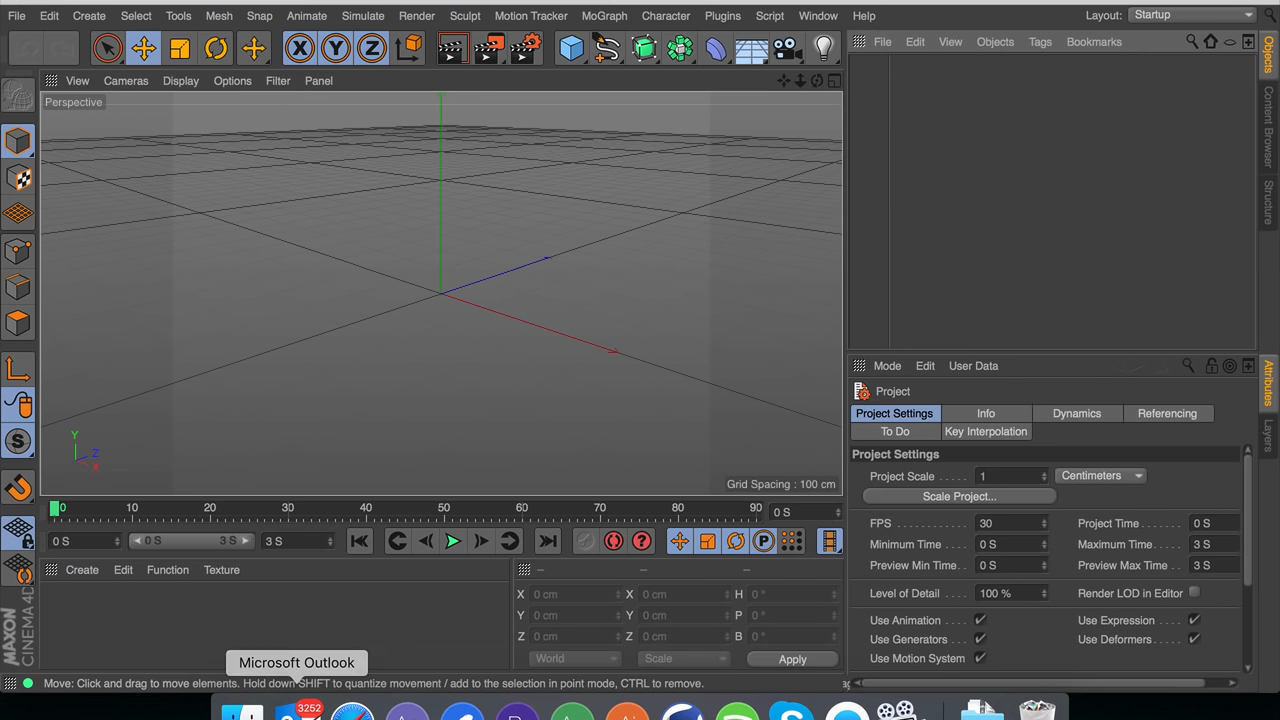 File Edit Create Select Tools Mesh Snap Animate Simulate Render Sculpt Motion Tracker MoGraph Character Plugins Script Window Help Layout: Startup
X Y Z File Edit View Objects Tags Bookmarks
View Cameras Display Options Filter Panel
Perspective
Objects
Content Browser
Structure
Y
Z
X
Grid Spacing : 100 cm
Mode Edit User Data
Project
Project Settings Info Dynamics Referencing
To Do Key Interpolation
Project Settings
Project Scale . . . . . 1 Centimeters
Scale Project...
FPS . . . . . . . . . . . . 30 Project Time . . . 0 S
Minimum Time . . . 0 S Maximum Time . . 3 S
Preview Min Time . . 0 S Preview Max Time . 3 S
Level of Detail . . . . 100 % Render LOD in Editor
Use Animation . . . . Use Expression . . .
Use Generators . . . Use Deformers . . . .
Use Motion System
Attributes
Layers
S
0 10 20 30 40 50 60 70 80 90 0 S
0 S 0 S 3 S 3 S P
Create Edit Function Texture
X 0 cm X 0 cm H 0 °
Y 0 cm Y 0 cm P 0 °
Z 0 cm Z 0 cm B 0 °
World Scale Apply
MAXON
CINEMA 4D
Microsoft Outlook
Move: Click and drag to move elements. Hold down SHIFT to quantize movement / add to the selection in point mode, CTRL to remove.
3252